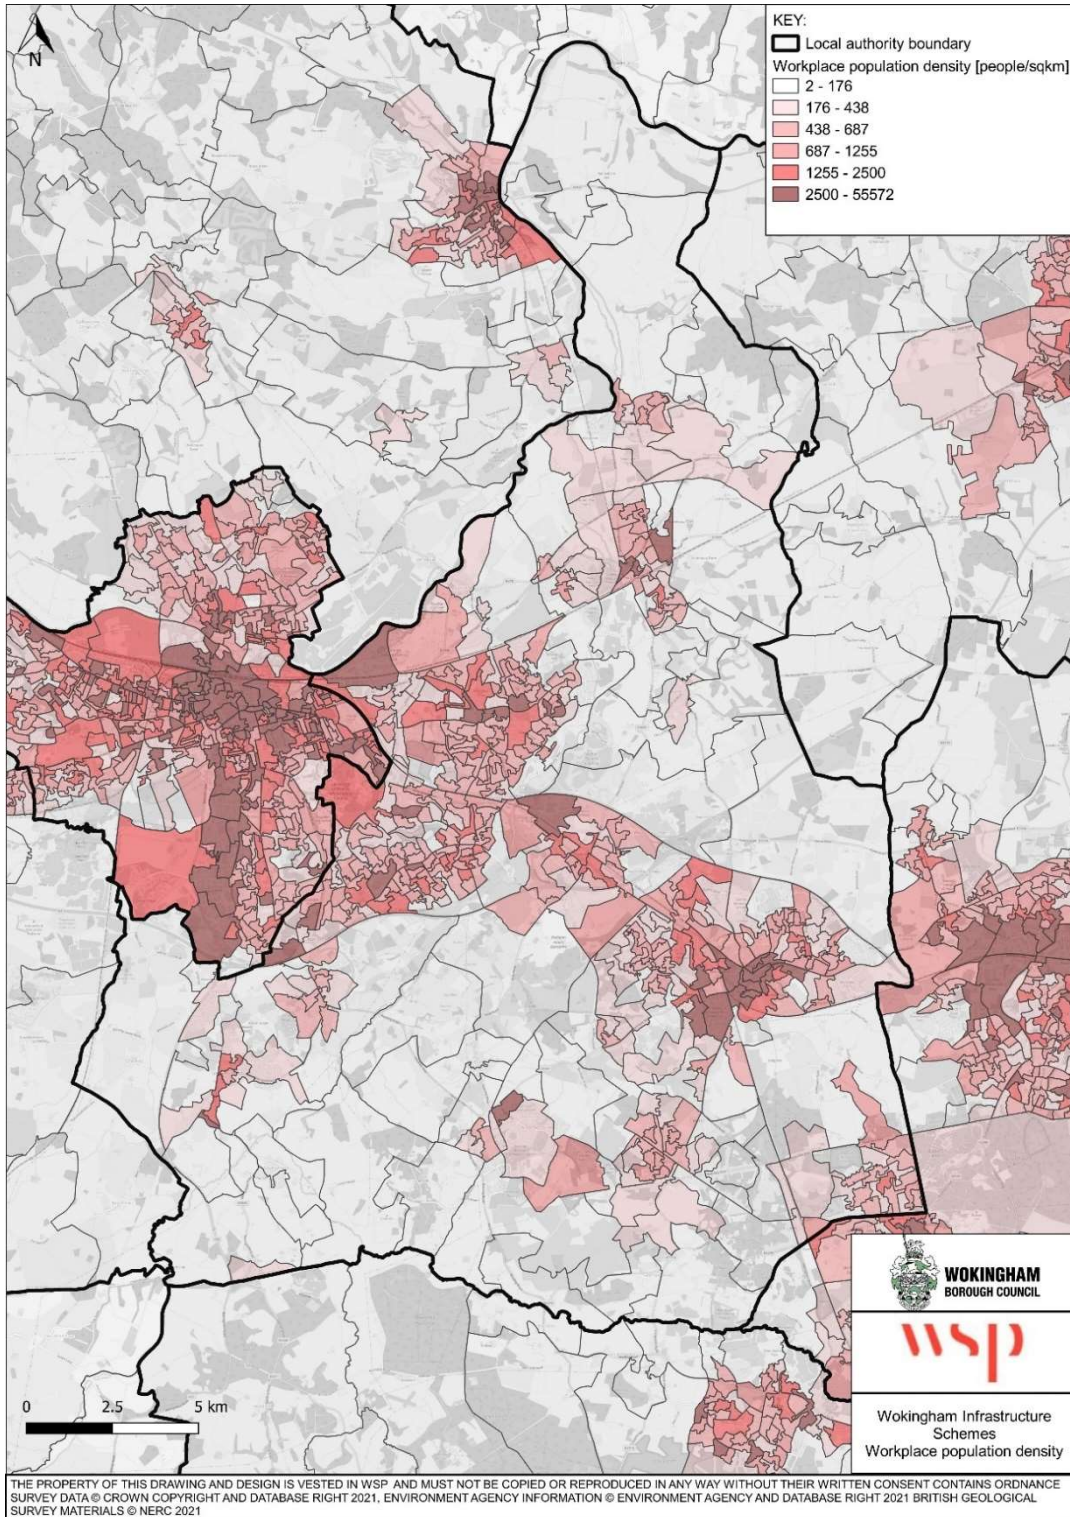 N
KEY:
Local authority boundary
Workplace population density [people/sqkm]
2 - 176
176 - 438
438 - 687
687 - 1255
1255 - 2500
2500 - 55572
WOKINGHAM
BOROUGH COUNCIL
wsp
0 2.5 5 km
Wokingham Infrastructure
Schemes
Workplace population density
THE PROPERTY OF THIS DRAWING AND DESIGN IS VESTED IN WSP AND MUST NOT BE COPIED OR REPRODUCED IN ANY WAY WITHOUT THEIR WRITTEN CONSENT CONTAINS ORDNANCE
SURVEY DATA © CROWN COPYRIGHT AND DATABASE RIGHT 2021, ENVIRONMENT AGENCY INFORMATION © ENVIRONMENT AGENCY AND DATABASE RIGHT 2021 BRITISH GEOLOGICAL
SURVEY MATERIALS © NERC 2021